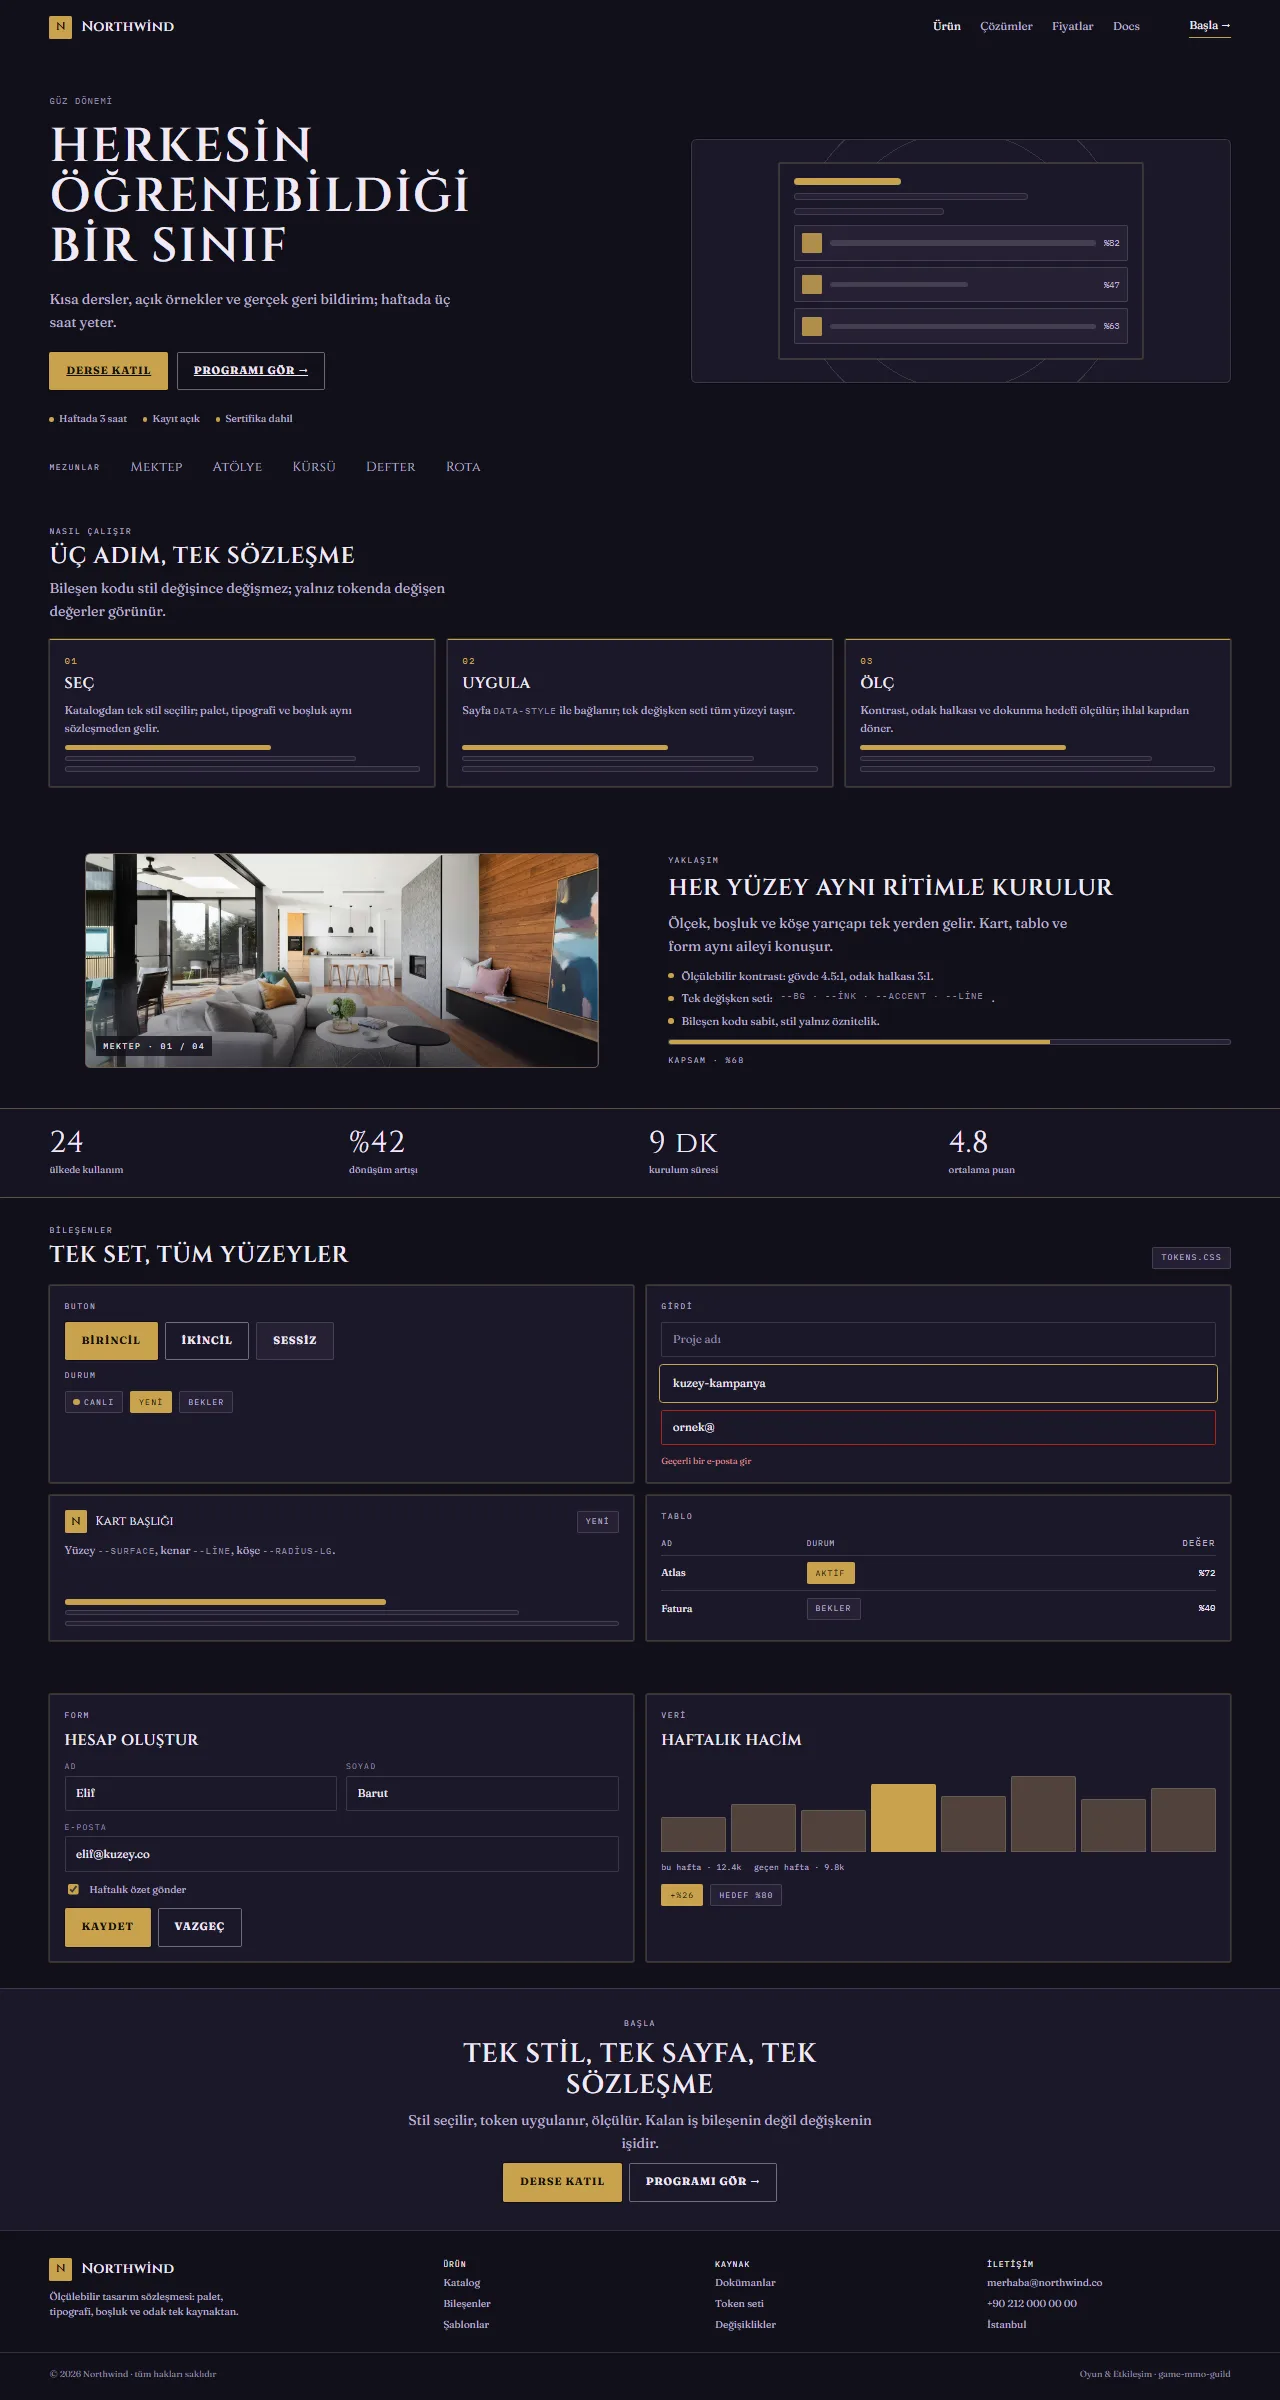 N NORTHWİND
Ürün Çözümler Fiyatlar Docs Başla →
GÜZ DÖNEMİ
HERKESİN
ÖĞRENEBİLDİĞİ
BİR SINIF
Kısa dersler, açık örnekler ve gerçek geri bildirim; haftada üç
saat yeter.
DERSE KATIL PROGRAMI GÖR →
Haftada 3 saat Kayıt açık Sertifika dahil
%82
%47
%63
MEZUNLAR MEKTEP ATÖLYE KÜRSÜ DEFTER ROTA
NASIL ÇALIŞIR
ÜÇ ADIM, TEK SÖZLEŞME
Bileşen kodu stil değişince değişmez; yalnız tokenda değişen
değerler görünür.
01
SEÇ
Katalogdan tek stil seçilir; palet, tipografi ve boşluk aynı
sözleşmeden gelir.
02
UYGULA
Sayfa DATA-STYLE ile bağlanır; tek değişken seti tüm yüzeyi taşır.
03
ÖLÇ
Kontrast, odak halkası ve dokunma hedefi ölçülür; ihlal kapıdan
döner.
MEKTEP · 01 / 04
YAKLAŞIM
HER YÜZEY AYNI RİTİMLE KURULUR
Ölçek, boşluk ve köşe yarıçapı tek yerden gelir. Kart, tablo ve
form aynı aileyi konuşur.
Ölçülebilir kontrast: gövde 4.5:1, odak halkası 3:1.
Tek değişken seti: --BG · --İNK · --ACCENT · --LİNE .
Bileşen kodu sabit, stil yalnız öznitelik.
KAPSAM · %68
24
ülkede kullanım
%42
dönüşüm artışı
9 DK
kurulum süresi
4.8
ortalama puan
BİLEŞENLER
TEK SET, TÜM YÜZEYLER
TOKENS.CSS
BUTON
BİRİNCİL İKİNCİL SESSİZ
DURUM
CANLI YENİ BEKLER
GİRDİ
Proje adı
kuzey-kampanya
ornek@
Geçerli bir e-posta gir
N KART BAŞLIĞI YENİ
Yüzey --SURFACE, kenar --LİNE, köşe --RADİUS-LG.
TABLO
AD DURUM DEĞER
Atlas AKTİF %72
Fatura BEKLER %40
FORM
HESAP OLUŞTUR
AD SOYAD
Elif Barut
E-POSTA
elif@kuzey.co
Haftalık özet gönder
KAYDET VAZGEÇ
VERİ
HAFTALIK HACİM
bu hafta · 12.4k geçen hafta · 9.8k
+%26 HEDEF %80
BAŞLA
TEK STİL, TEK SAYFA, TEK
SÖZLEŞME
Stil seçilir, token uygulanır, ölçülür. Kalan iş bileşenin değil değişkenin
işidir.
DERSE KATIL PROGRAMI GÖR →
N NORTHWİND
Ölçülebilir tasarım sözleşmesi: palet,
tipografi, boşluk ve odak tek kaynaktan.
ÜRÜN
Katalog
Bileşenler
Şablonlar
KAYNAK
Dokümanlar
Token seti
Değişiklikler
İLETİŞİM
merhaba@northwind.co
+90 212 000 00 00
İstanbul
© 2026 Northwind · tüm hakları saklıdır
Oyun & Etkileşim · game-mmo-guild